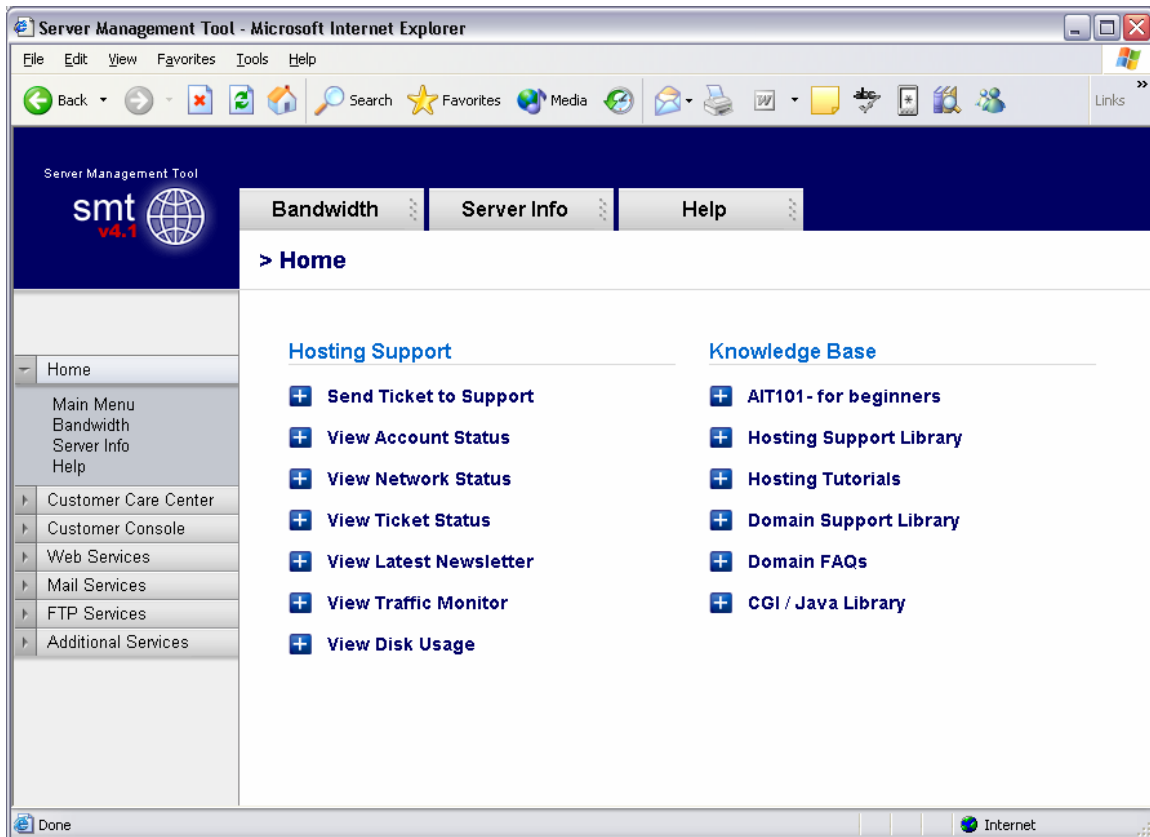 Server Management Tool - Microsoft Internet Explorer
File Edit View Favorites Tools Help
Back Search Favorites Media Links
Server Management Tool
smt
v4.1
Bandwidth Server Info Help
> Home
Home
Main Menu
Bandwidth
Server Info
Help
Customer Care Center
Customer Console
Web Services
Mail Services
FTP Services
Additional Services
Hosting Support
Send Ticket to Support
View Account Status
View Network Status
View Ticket Status
View Latest Newsletter
View Traffic Monitor
View Disk Usage
Knowledge Base
AIT101- for beginners
Hosting Support Library
Hosting Tutorials
Domain Support Library
Domain FAQs
CGI / Java Library
Done Internet